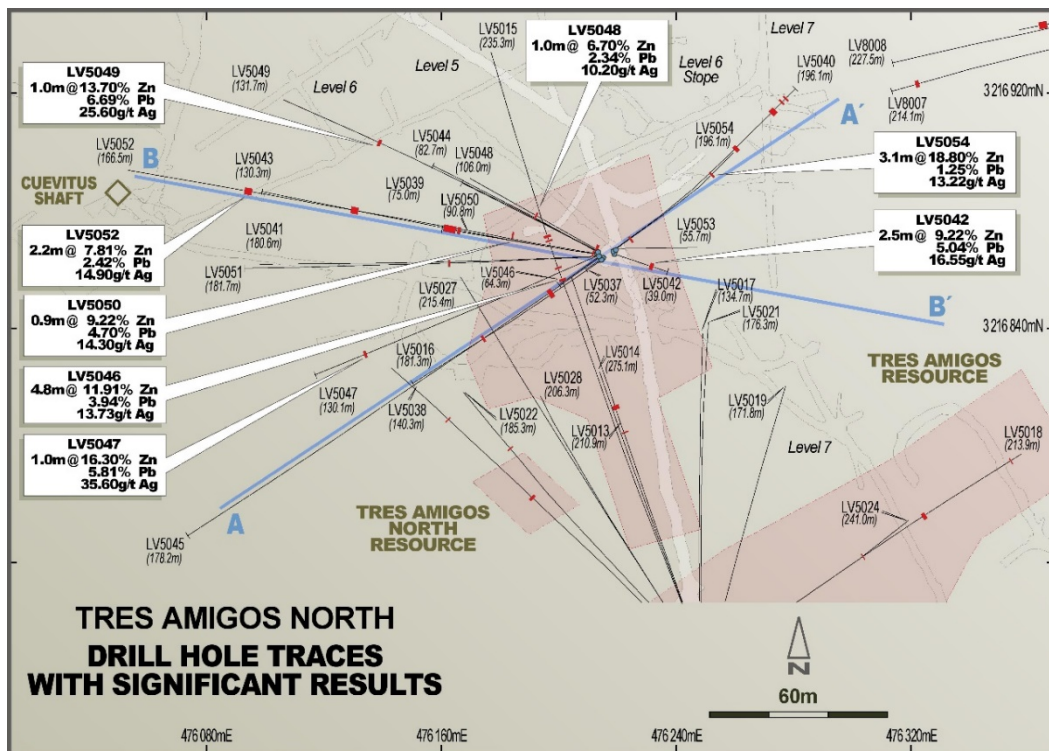 LV5015
(235.3m)
LV5048
1.0m@ 6.70% Zn
2.34% Pb
10.20g/t Ag
Level 7
LV8008
(227.5m)
LV5049
1.0m@13.70% Zn
6.69% Pb
25.60g/t Ag
LV5049
(131.7m)
Level 6
Level 5
Level 6
Stope
LV5040
(196.1m)
3 216 920mN
LV8007
(214.1m)
A´
LV5052
(166.5m)
B
LV5043
(130.3m)
LV5044
(82.7m)
LV5048
(106.0m)
LV5054
(196.1m)
LV5054
3.1m@18.80% Zn
1.25% Pb
13.22g/t Ag
CUEVITUS
SHAFT
LV5039
(75.0m)
LV5050
(90.8m)
LV5053
(55.7m)
LV5042
2.5m@ 9.22% Zn
5.04% Pb
16.55g/t Ag
LV5052
2.2m@ 7.81% Zn
12.42% Pb
14.90g/t Ag
LV5041
(180.6m)
LV5051
(181.7m)
LV5027
(215.4m)
LV5046
(64.3m)
LV5037
(52.3m)
LV5042
(39.0m)
LV5017
(134.7m)
LV5021
(176.3m)
B´
3 216 840mN
LV5050
0.9m@ 9.22% Zn
4.70% Pb
14.30g/t Ag
LV5016
(181.3m)
LV5014
(275.1m)
TRES AMIGOS
RESOURCE
LV5046
4.8m@ 11.91% Zn
3.94% Pb
13.73g/t Ag
LV5047
(130.1m)
LV5038
(140.3m)
LV5028
(206.3m)
LV5022
(185.3m)
LV5013
(210.9m)
LV5019
(171.8m)
Level 7
LV5018
(213.9m)
LV5047
1.0m@16.30% Zn
5.81% Pb
35.60g/t Ag
LV5024
(241.0m)
A
TRES AMIGOS
NORTH
RESOURCE
LV5045
(178.2m)
TRES AMIGOS NORTH
DRILL HOLE TRACES
WITH SIGNIFICANT RESULTS
N
60m
476 080mE
476 160mE
476 240mE
476 320mE